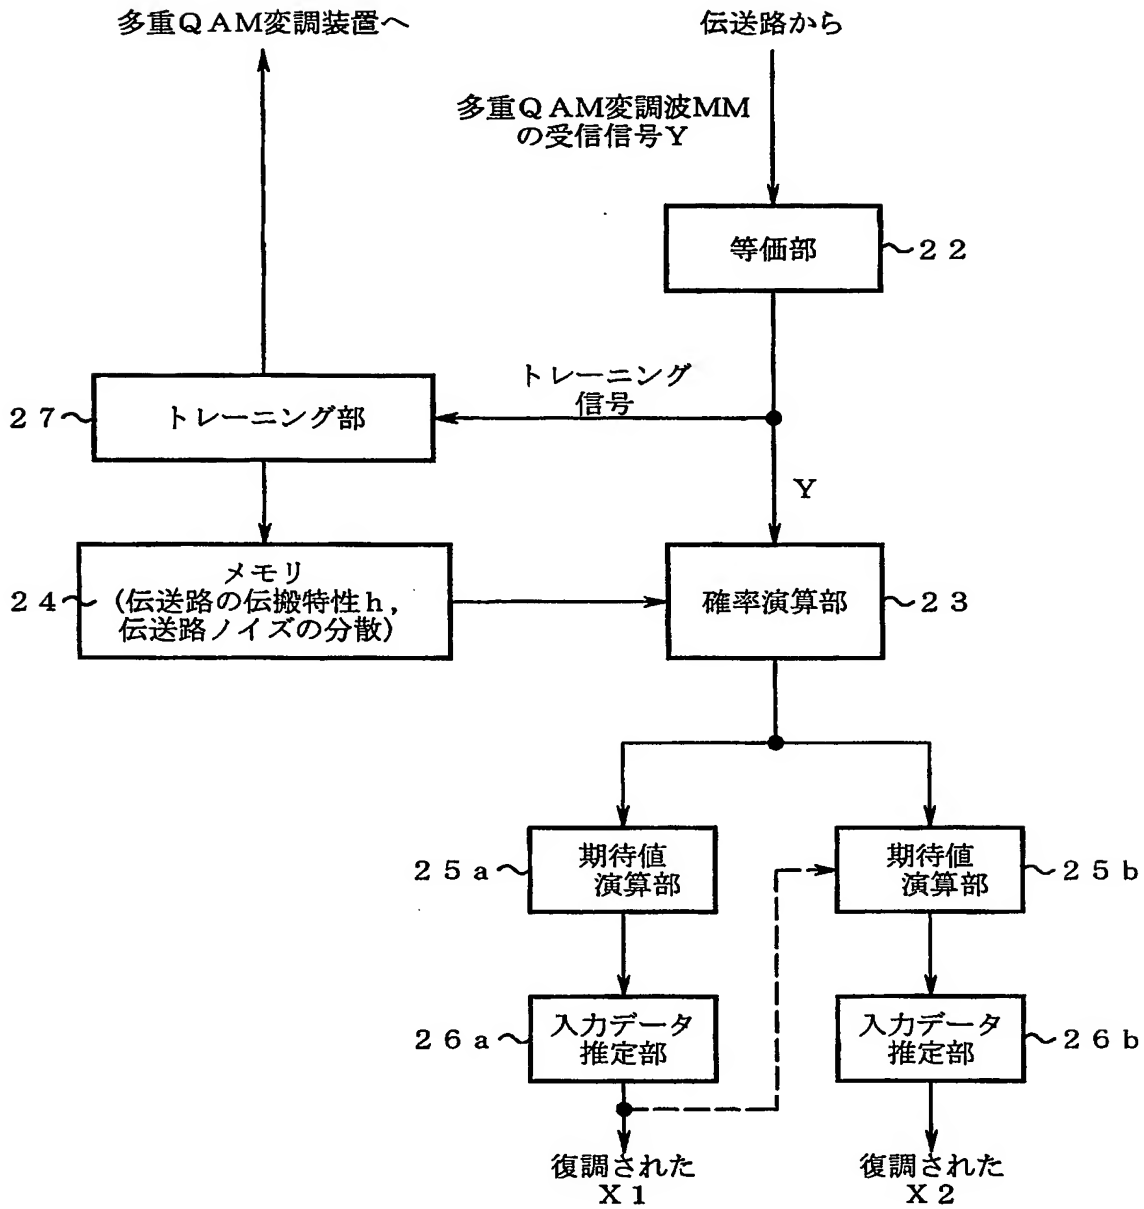 多重ＱＡＭ変調装置へ
伝送路から
多重ＱＡＭ変調波ＭＭ
の受信信号Ｙ
等価部
２２
トレーニング
信号
２７
トレーニング部
Ｙ
メモリ
（伝送路の伝搬特性ｈ，
伝送路ノイズの分散）
２４
確率演算部
２３
２５ａ
期待値
演算部
期待値
演算部
２５ｂ
２６ａ
入力データ
推定部
入力データ
推定部
２６ｂ
復調された
Ｘ１
復調された
Ｘ２